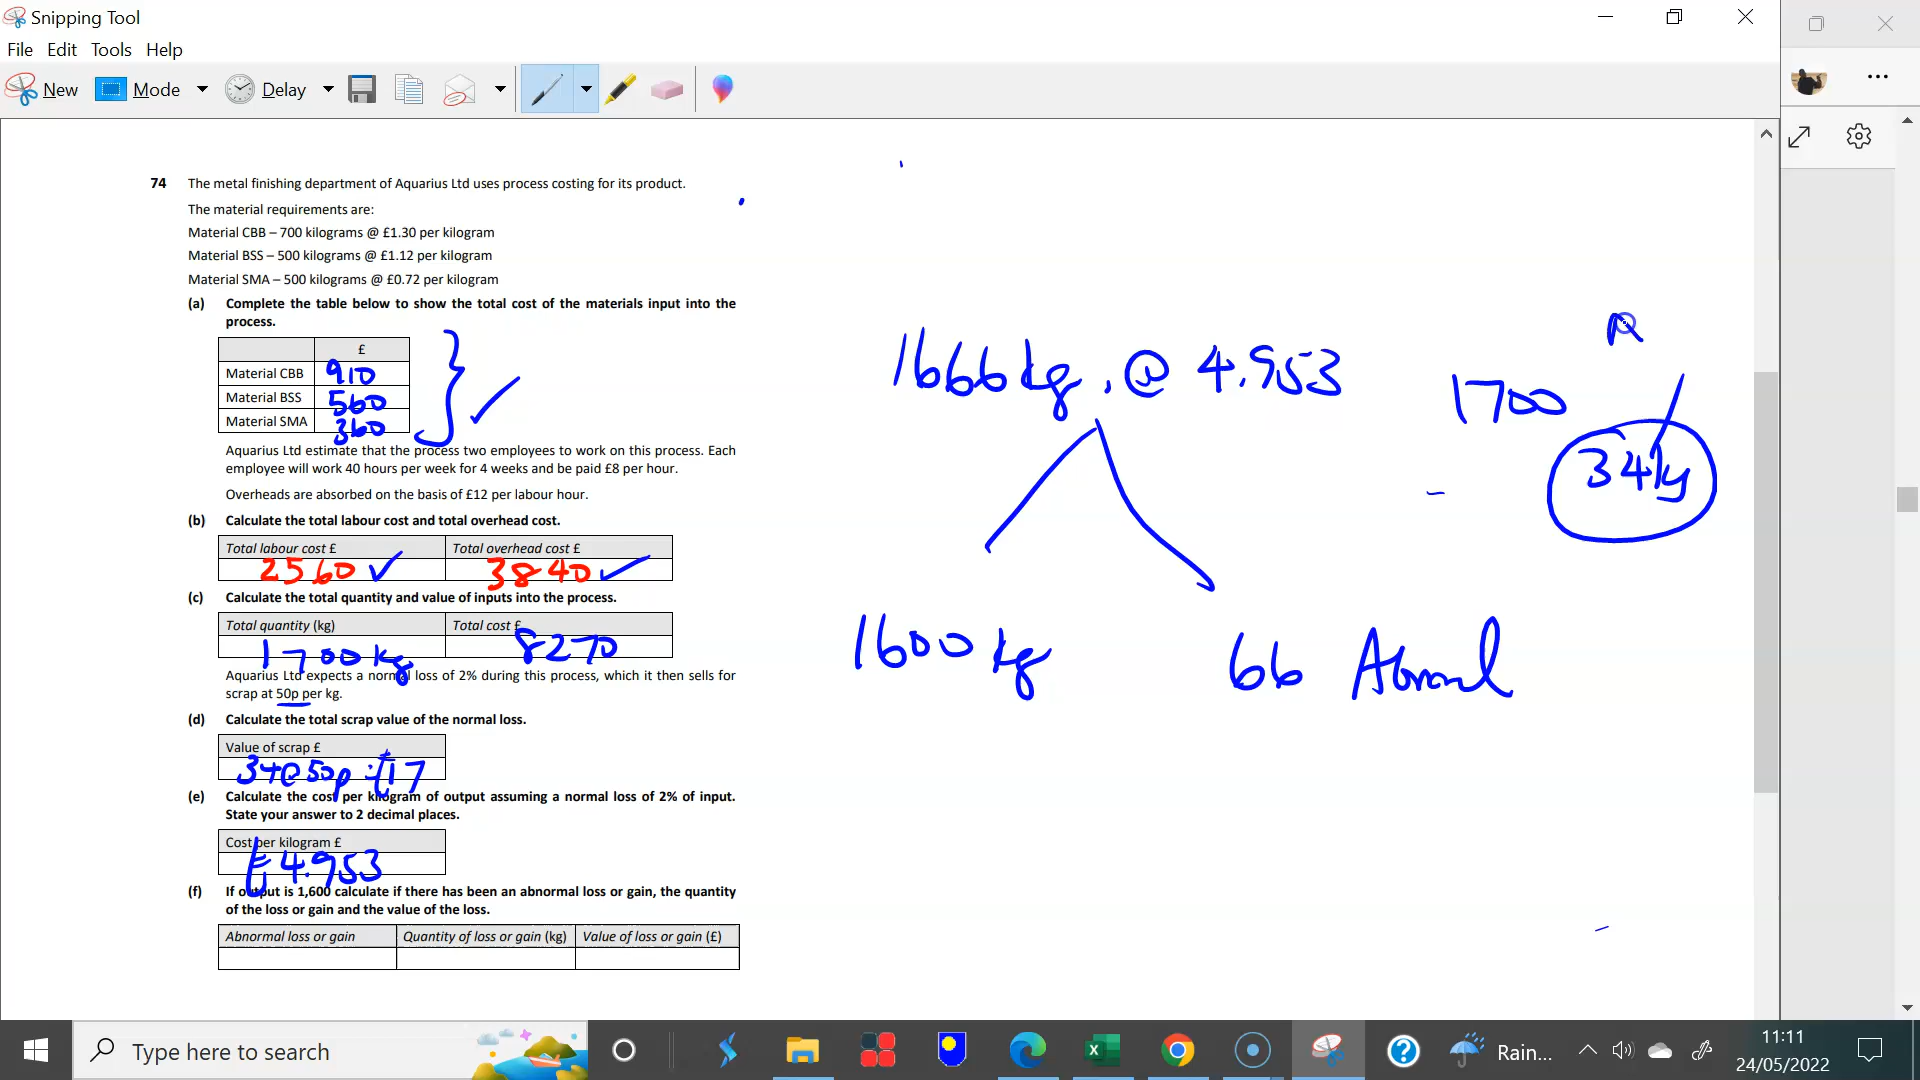 Snipping Tool
File Edit Tools Help
New Mode Delay
74 The metal finishing department of Aquarius Ltd uses process costing for its product.
The material requirements are:
Material CBB – 700 kilograms @ £1.30 per kilogram
Material BSS – 500 kilograms @ £1.12 per kilogram
Material SMA – 500 kilograms @ £0.72 per kilogram
(a) Complete the table below to show the total cost of the materials input into the
process.
£
Material CBB 910
Material BSS 560
Material SMA 360
Aquarius Ltd estimate that the process two employees to work on this process. Each
employee will work 40 hours per week for 4 weeks and be paid £8 per hour.
Overheads are absorbed on the basis of £12 per labour hour.
(b) Calculate the total labour cost and total overhead cost.
Total labour cost £ Total overhead cost £
2560 ✓ 3840 ✓
(c) Calculate the total quantity and value of inputs into the process.
Total quantity (kg) Total cost £
1700 kg 8270
Aquarius Ltd expects a normal loss of 2% during this process, which it then sells for
scrap at 50p per kg.
(d) Calculate the total scrap value of the normal loss.
Value of scrap £
34@50p £17
(e) Calculate the cost per kilogram of output assuming a normal loss of 2% of input.
State your answer to 2 decimal places.
Cost per kilogram £
£4.953
(f) If output is 1,600 calculate if there has been an abnormal loss or gain, the quantity
of the loss or gain and the value of the loss.
Abnormal loss or gain Quantity of loss or gain (kg) Value of loss or gain (£)
1666 kg. @ 4.953
1700
34 kg
1600 kg
66 Abnormal
Type here to search
Rain...
11:11
24/05/2022